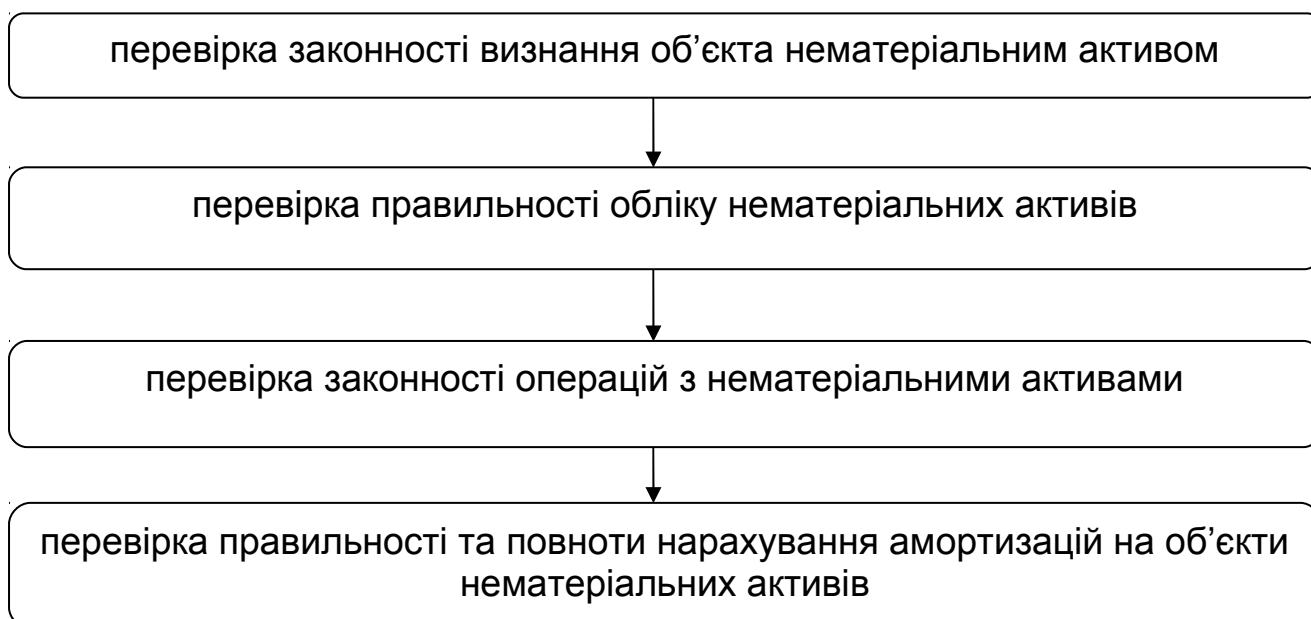 перевірка законності визнання об’єкта нематеріальним активом
перевірка правильності обліку нематеріальних активів
перевірка законності операцій з нематеріальними активами
перевірка правильності та повноти нарахування амортизацій на об’єкти
нематеріальних активів